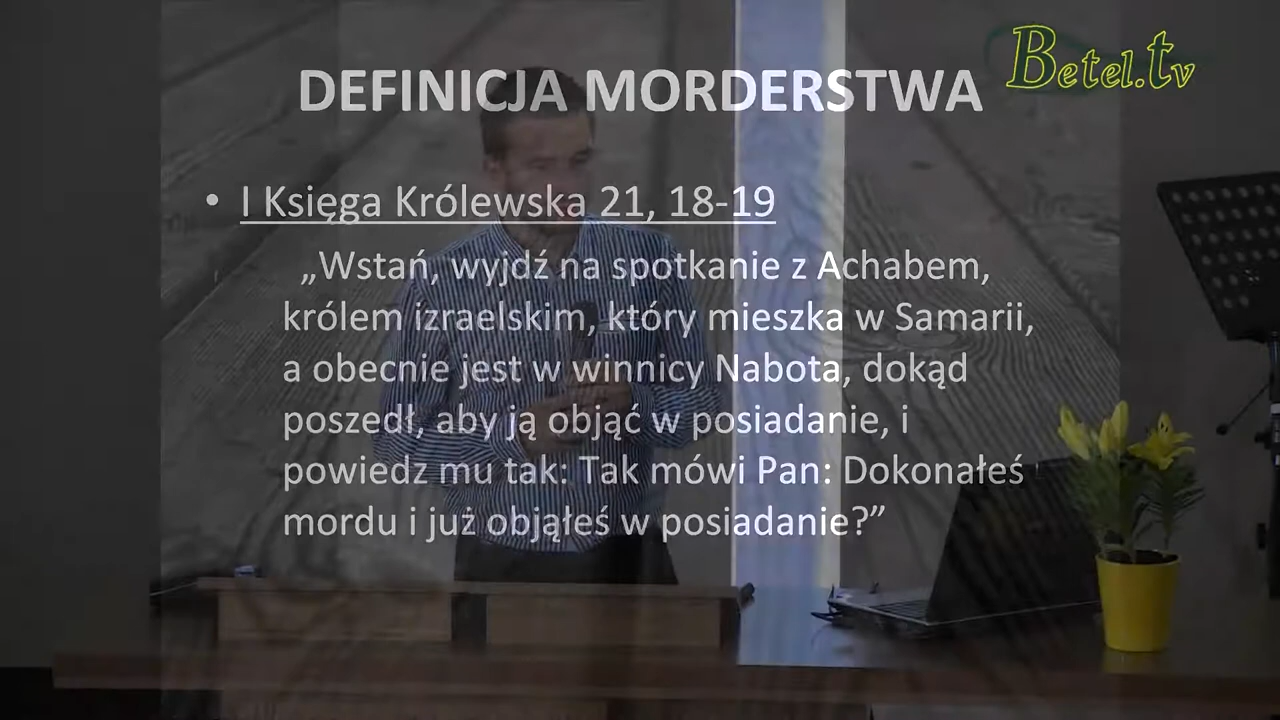 Betel.tv
DEFINICJA MORDERSTWA
• I Księga Królewska 21, 18-19
„Wstań, wyjdź na spotkanie z Achabem,
królem izraelskim, który mieszka w Samarii,
a obecnie jest w winnicy Nabota, dokąd
poszedł, aby ją objąć w posiadanie, i
powiedz mu tak: Tak mówi Pan: Dokonałeś
mordu i już objąłeś w posiadanie?”